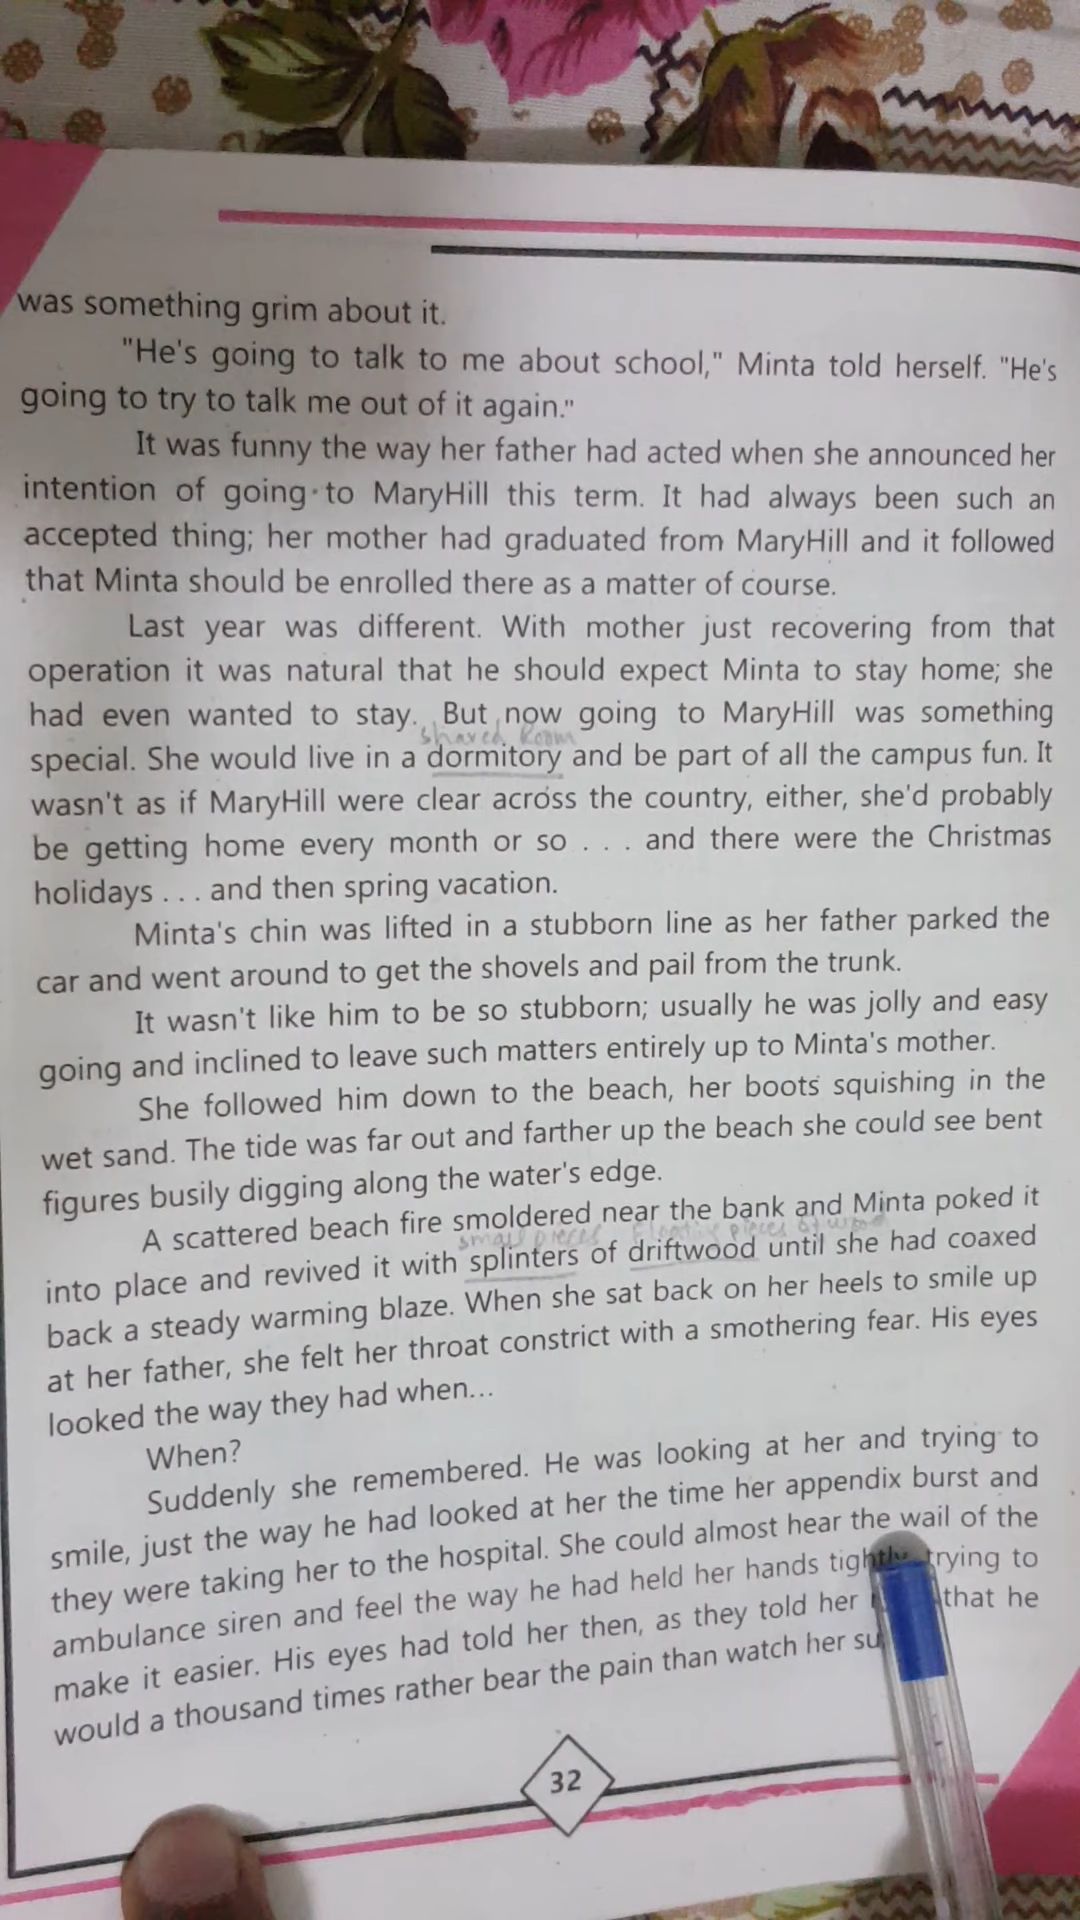 was something grim about it.
"He's going to talk to me about school," Minta told herself. "He's
going to try to talk me out of it again."
It was funny the way her father had acted when she announced her
intention of going to MaryHill this term. It had always been such an
accepted thing; her mother had graduated from MaryHill and it followed
that Minta should be enrolled there as a matter of course.
Last year was different. With mother just recovering from that
operation it was natural that he should expect Minta to stay home; she
had even wanted to stay. But now going to MaryHill was something
shared Room
special. She would live in a dormitory and be part of all the campus fun. It
wasn't as if MaryHill were clear across the country, either, she'd probably
be getting home every month or so . . . and there were the Christmas
holidays . . . and then spring vacation.
Minta's chin was lifted in a stubborn line as her father parked the
car and went around to get the shovels and pail from the trunk.
It wasn't like him to be so stubborn; usually he was jolly and easy
going and inclined to leave such matters entirely up to Minta's mother.
She followed him down to the beach, her boots squishing in the
wet sand. The tide was far out and farther up the beach she could see bent
figures busily digging along the water's edge.
A scattered beach fire smoldered near the bank and Minta poked it
small pieces Floating pieces of wood
into place and revived it with splinters of driftwood until she had coaxed
back a steady warming blaze. When she sat back on her heels to smile up
at her father, she felt her throat constrict with a smothering fear. His eyes
looked the way they had when...
When?
Suddenly she remembered. He was looking at her and trying to
smile, just the way he had looked at her the time her appendix burst and
they were taking her to the hospital. She could almost hear the wail of the
ambulance siren and feel the way he had held her hands tightly, trying to
make it easier. His eyes had told her then, as they told her that he
would a thousand times rather bear the pain than watch her
32